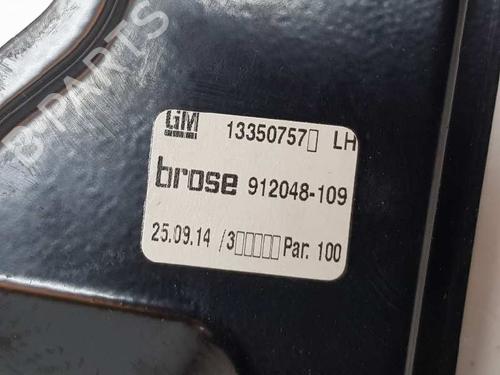 GM 13350757▯ LH
brose 912048-109
25.09.14 /3▯▯▯▯▯ Par. 100
B PARTS